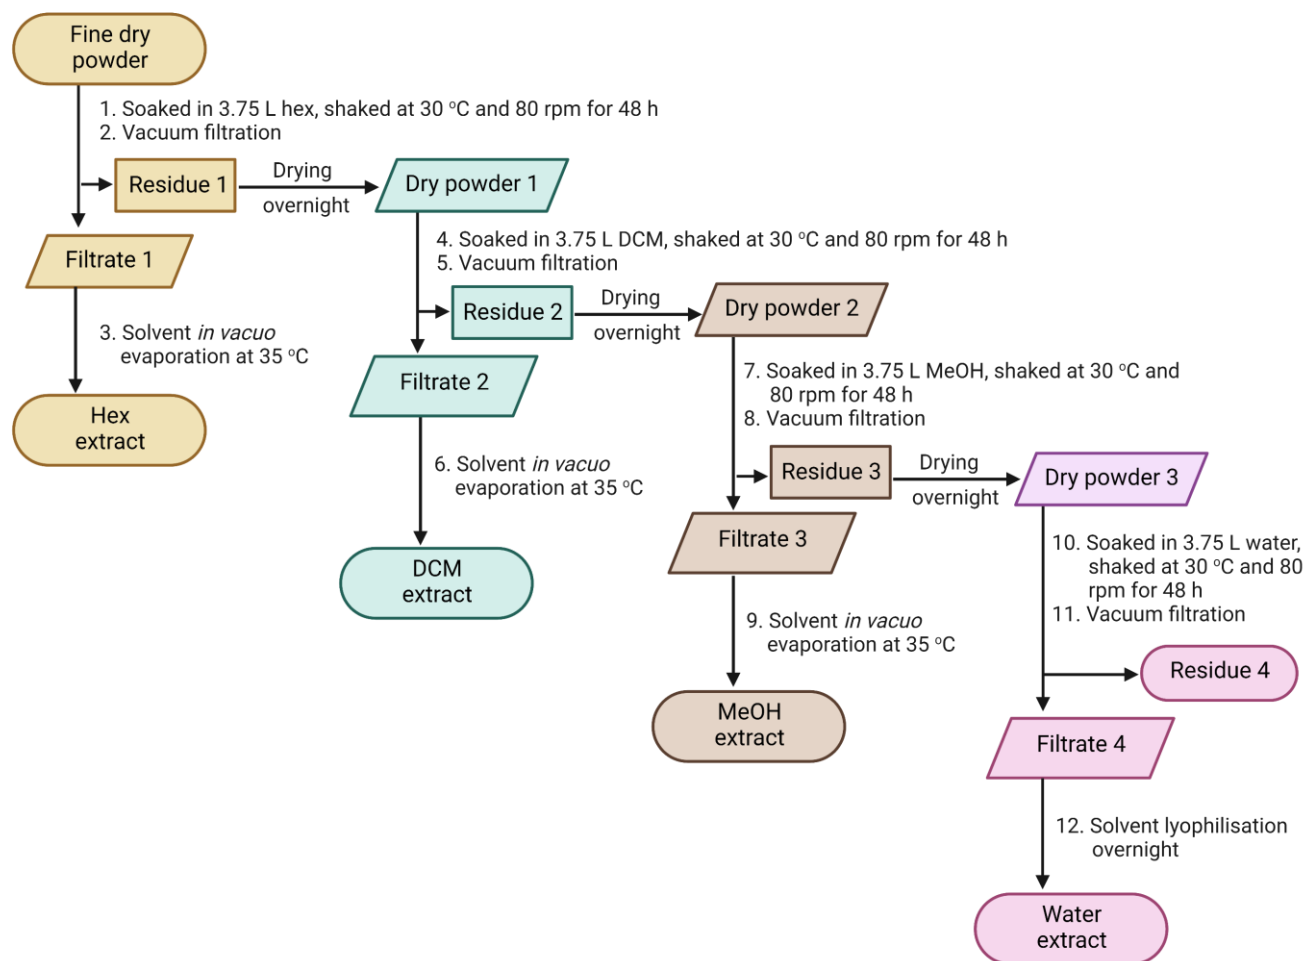 Fine dry
powder
1. Soaked in 3.75 L hex, shaked at 30 °C and 80 rpm for 48 h
2. Vacuum filtration
Residue 1
Drying
overnight
Dry powder 1
Filtrate 1
4. Soaked in 3.75 L DCM, shaked at 30 °C and 80 rpm for 48 h
5. Vacuum filtration
Residue 2
Drying
overnight
Dry powder 2
3. Solvent in vacuo
evaporation at 35 °C
Hex
extract
Filtrate 2
7. Soaked in 3.75 L MeOH, shaked at 30 °C and
80 rpm for 48 h
8. Vacuum filtration
Residue 3
Drying
overnight
Dry powder 3
6. Solvent in vacuo
evaporation at 35 °C
DCM
extract
Filtrate 3
10. Soaked in 3.75 L water,
shaked at 30 °C and 80
rpm for 48 h
11. Vacuum filtration
9. Solvent in vacuo
evaporation at 35 °C
MeOH
extract
Residue 4
Filtrate 4
12. Solvent lyophilisation
overnight
Water
extract